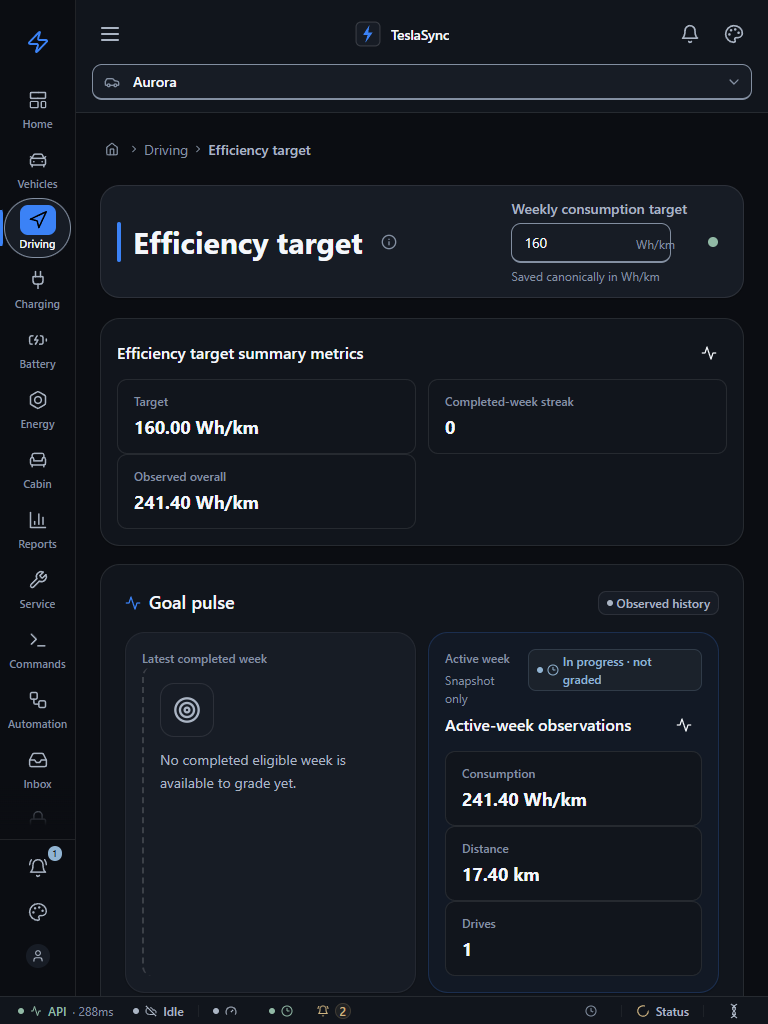 TeslaSync
Aurora
Home
Vehicles
Driving
Charging
Battery
Energy
Cabin
Reports
Service
Commands
Automation
Inbox
1
Driving
Efficiency target
Efficiency target
Weekly consumption target
160 Wh/km
Saved canonically in Wh/km
Efficiency target summary metrics
Target
160.00 Wh/km
Completed-week streak
0
Observed overall
241.40 Wh/km
Goal pulse
Observed history
Latest completed week
No completed eligible week is
available to grade yet.
Active week
Snapshot
only
In progress · not
graded
Active-week observations
Consumption
241.40 Wh/km
Distance
17.40 km
Drives
1
API · 288ms
Idle
2
Status